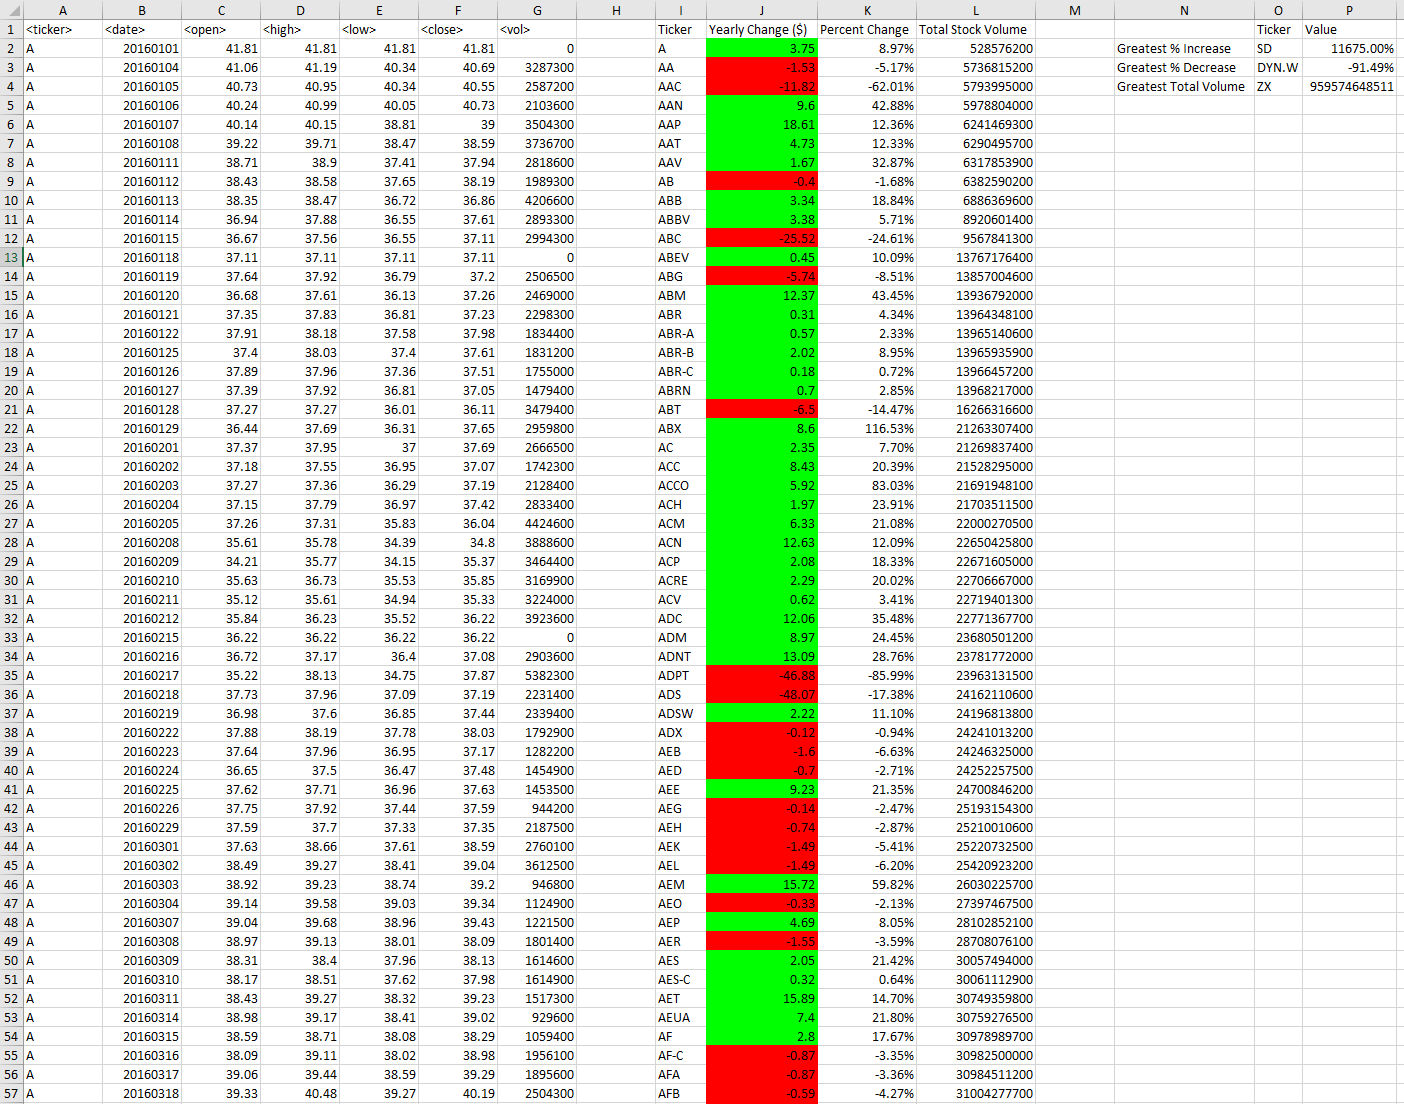 A B C D E F G H I J K L M N O P
1 <ticker> <date> <open> <high> <low> <close> <vol> Ticker Yearly Change ($) Percent Change Total Stock Volume Ticker Value
2 A 20160101 41.81 41.81 41.81 41.81 0 A 3.75 8.97% 528576200 Greatest % Increase SD 11675.00%
3 A 20160104 41.06 41.19 40.34 40.69 3287300 AA -1.53 -5.17% 5736815200 Greatest % Decrease DYN.W -91.49%
4 A 20160105 40.73 40.95 40.34 40.55 2587200 AAC -11.82 -62.01% 5793995000 Greatest Total Volume ZX 959574648511
5 A 20160106 40.24 40.99 40.05 40.73 2103600 AAN 9.6 42.88% 5978804000
6 A 20160107 40.14 40.15 38.81 39 3504300 AAP 18.61 12.36% 6241469300
7 A 20160108 39.22 39.71 38.47 38.59 3736700 AAT 4.73 12.33% 6290495700
8 A 20160111 38.71 38.9 37.41 37.94 2818600 AAV 1.67 32.87% 6317853900
9 A 20160112 38.43 38.58 37.65 38.19 1989300 AB -0.4 -1.68% 6382590200
10 A 20160113 38.35 38.47 36.72 36.86 4206600 ABB 3.34 18.84% 6886369600
11 A 20160114 36.94 37.88 36.55 37.61 2893300 ABBV 3.38 5.71% 8920601400
12 A 20160115 36.67 37.56 36.55 37.11 2994300 ABC -25.52 -24.61% 9567841300
13 A 20160118 37.11 37.11 37.11 37.11 0 ABEV 0.45 10.09% 13767176400
14 A 20160119 37.64 37.92 36.79 37.2 2506500 ABG -5.74 -8.51% 13857004600
15 A 20160120 36.68 37.61 36.13 37.26 2469000 ABM 12.37 43.45% 13936792000
16 A 20160121 37.35 37.83 36.81 37.23 2298300 ABR 0.31 4.34% 13964348100
17 A 20160122 37.91 38.18 37.58 37.98 1834400 ABR-A 0.57 2.33% 13965140600
18 A 20160125 37.4 38.03 37.4 37.61 1831200 ABR-B 2.02 8.95% 13965935900
19 A 20160126 37.89 37.96 37.36 37.51 1755000 ABR-C 0.18 0.72% 13966457200
20 A 20160127 37.39 37.92 36.81 37.05 1479400 ABRN 0.7 2.85% 13968217000
21 A 20160128 37.27 37.27 36.01 36.11 3479400 ABT -6.5 -14.47% 16266316600
22 A 20160129 36.44 37.69 36.31 37.65 2959800 ABX 8.6 116.53% 21263307400
23 A 20160201 37.37 37.95 37 37.69 2666500 AC 2.35 7.70% 21269837400
24 A 20160202 37.18 37.55 36.95 37.07 1742300 ACC 8.43 20.39% 21528295000
25 A 20160203 37.27 37.36 36.29 37.19 2128400 ACCO 5.92 83.03% 21691948100
26 A 20160204 37.15 37.79 36.97 37.42 2833400 ACH 1.97 23.91% 21703511500
27 A 20160205 37.26 37.31 35.83 36.04 4424600 ACM 6.33 21.08% 22000270500
28 A 20160208 35.61 35.78 34.39 34.8 3888600 ACN 12.63 12.09% 22650425800
29 A 20160209 34.21 35.77 34.15 35.37 3464400 ACP 2.08 18.33% 22671605000
30 A 20160210 35.63 36.73 35.53 35.85 3169900 ACRE 2.29 20.02% 22706667000
31 A 20160211 35.12 35.61 34.94 35.33 3224000 ACV 0.62 3.41% 22719401300
32 A 20160212 35.84 36.23 35.52 36.22 3923600 ADC 12.06 35.48% 22771367700
33 A 20160215 36.22 36.22 36.22 36.22 0 ADM 8.97 24.45% 23680501200
34 A 20160216 36.72 37.17 36.4 37.08 2903600 ADNT 13.09 28.76% 23781772000
35 A 20160217 35.22 38.13 34.75 37.87 5382300 ADPT -46.88 -85.99% 23963131500
36 A 20160218 37.73 37.96 37.09 37.19 2231400 ADS -48.07 -17.38% 24162110600
37 A 20160219 36.98 37.6 36.85 37.44 2339400 ADSW 2.22 11.10% 24196813800
38 A 20160222 37.88 38.19 37.78 38.03 1792900 ADX -0.12 -0.94% 24241013200
39 A 20160223 37.64 37.96 36.95 37.17 1282200 AEB -1.6 -6.63% 24246325000
40 A 20160224 36.65 37.5 36.47 37.48 1454900 AED -0.7 -2.71% 24252257500
41 A 20160225 37.62 37.71 36.96 37.63 1453500 AEE 9.23 21.35% 24700846200
42 A 20160226 37.75 37.92 37.44 37.59 944200 AEG -0.14 -2.47% 25193154300
43 A 20160229 37.59 37.7 37.33 37.35 2187500 AEH -0.74 -2.87% 25210010600
44 A 20160301 37.63 38.66 37.61 38.59 2760100 AEK -1.49 -5.41% 25220732500
45 A 20160302 38.49 39.27 38.41 39.04 3612500 AEL -1.49 -6.20% 25420923200
46 A 20160303 38.92 39.23 38.74 39.2 946800 AEM 15.72 59.82% 26030225700
47 A 20160304 39.14 39.58 39.03 39.34 1124900 AEO -0.33 -2.13% 27397467500
48 A 20160307 39.04 39.68 38.96 39.43 1221500 AEP 4.69 8.05% 28102852100
49 A 20160308 38.97 39.13 38.01 38.09 1801400 AER -1.55 -3.59% 28708076100
50 A 20160309 38.31 38.4 37.96 38.13 1614600 AES 2.05 21.42% 30057494000
51 A 20160310 38.17 38.51 37.62 37.98 1614900 AES-C 0.32 0.64% 30061112900
52 A 20160311 38.43 39.27 38.32 39.23 1517300 AET 15.89 14.70% 30749359800
53 A 20160314 38.98 39.17 38.41 39.02 929600 AEUA 7.4 21.80% 30759276500
54 A 20160315 38.59 38.71 38.08 38.29 1059400 AF 2.8 17.67% 30978989700
55 A 20160316 38.09 39.11 38.02 38.98 1956100 AF-C -0.87 -3.35% 30982500000
56 A 20160317 39.06 39.44 38.59 39.29 1895600 AFA -0.87 -3.36% 30984511200
57 A 20160318 39.33 40.48 39.27 40.19 2504300 AFB -0.59 -4.27% 31004277700